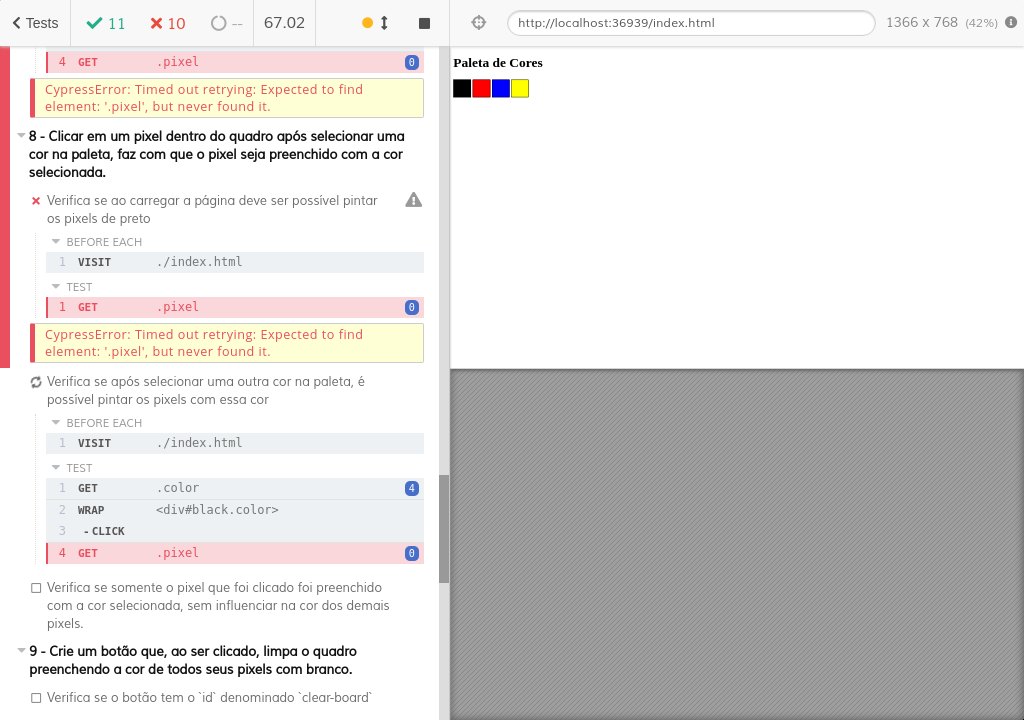 Tests 11 10 -- 67.02 http://localhost:36939/index.html 1366 x 768 (42%)
4 GET .pixel 0
CypressError: Timed out retrying: Expected to find
element: '.pixel', but never found it.
8 - Clicar em um pixel dentro do quadro após selecionar uma
cor na paleta, faz com que o pixel seja preenchido com a cor
selecionada.
Verifica se ao carregar a página deve ser possível pintar
os pixels de preto
BEFORE EACH
1 VISIT ./index.html
TEST
1 GET .pixel 0
CypressError: Timed out retrying: Expected to find
element: '.pixel', but never found it.
Verifica se após selecionar uma outra cor na paleta, é
possível pintar os pixels com essa cor
BEFORE EACH
1 VISIT ./index.html
TEST
1 GET .color 4
2 WRAP <div#black.color>
3 - CLICK
4 GET .pixel 0
Verifica se somente o pixel que foi clicado foi preenchido
com a cor selecionada, sem influenciar na cor dos demais
pixels.
9 - Crie um botão que, ao ser clicado, limpa o quadro
preenchendo a cor de todos seus pixels com branco.
Verifica se o botão tem o `id` denominado `clear-board`
Paleta de Cores